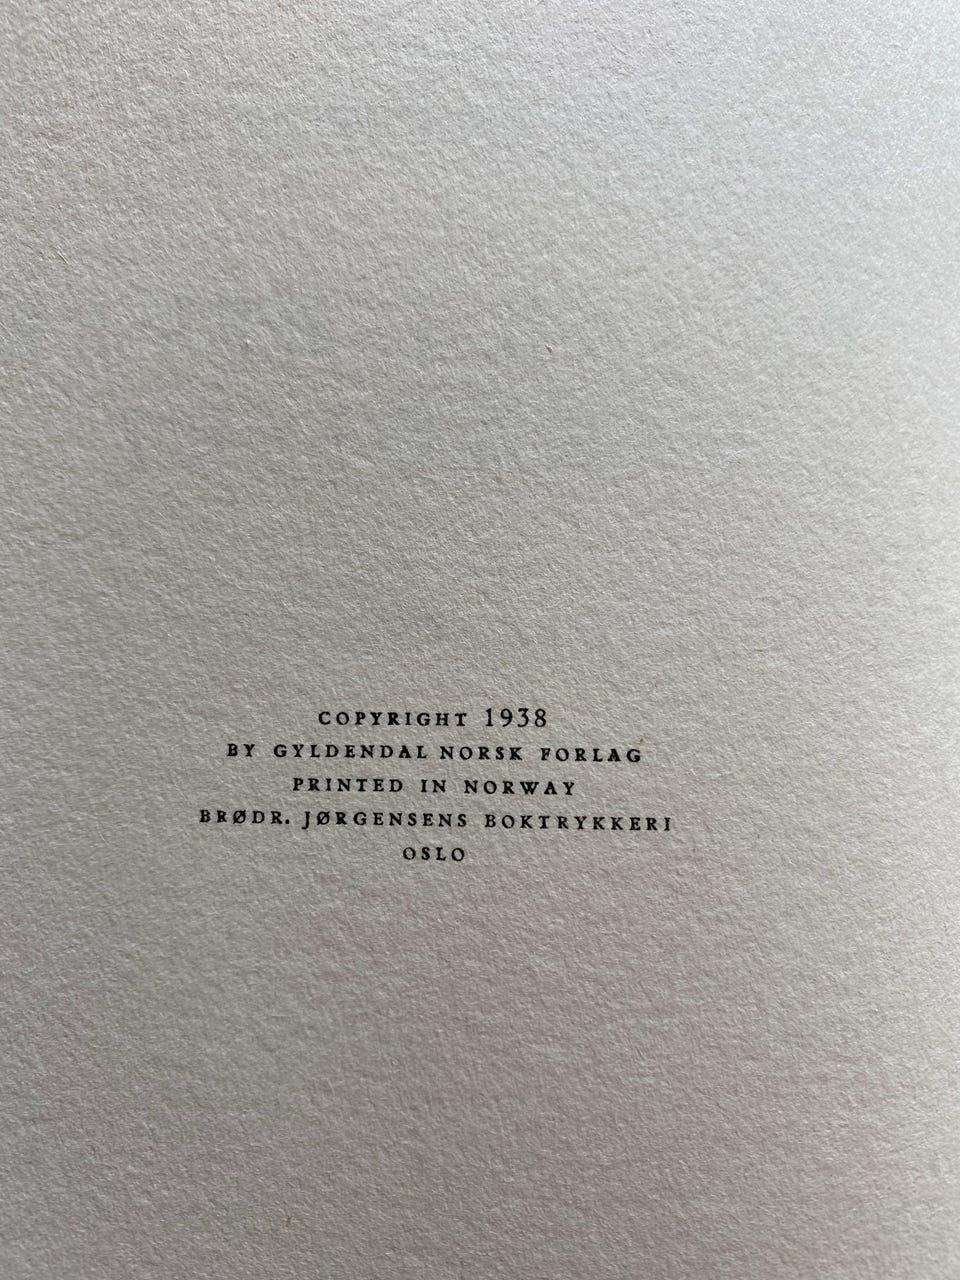 COPYRIGHT 1938
BY GYLDENDAL NORSK FORLAG
PRINTED IN NORWAY
BRØDR. JØRGENSENS BOKTRYKKERI
OSLO